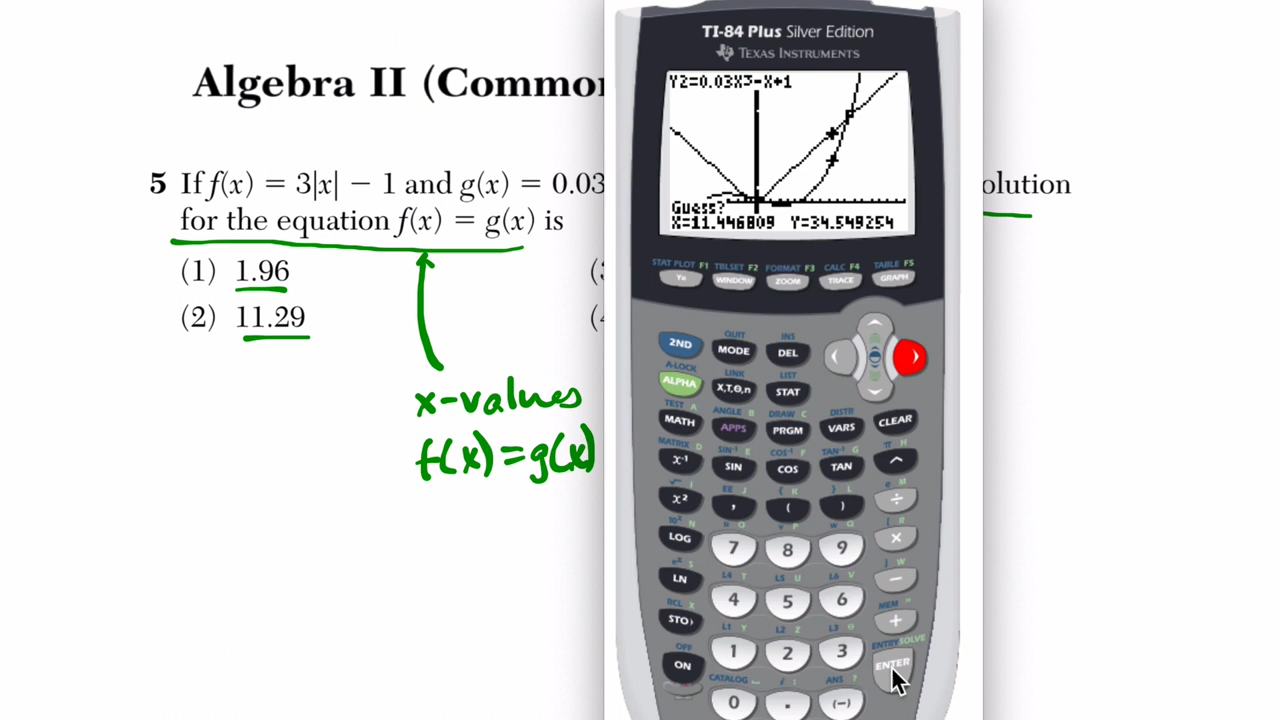 TI-84 Plus Silver Edition
TEXAS INSTRUMENTS
Algebra II (Common
Y2=0.03X³-X+1
Guess?
X=11.446809 Y=34.549254
5 If f(x) = 3|x| − 1 and g(x) = 0.03
olution
for the equation f(x) = g(x) is
(1) 1.96
(2) 11.29
x-values
f(x)=g(x)
STAT PLOT F1 TBLSET F2 FORMAT F3 CALC F4 TABLE F5
Y= WINDOW ZOOM TRACE GRAPH
QUIT INS
2ND MODE DEL
A-LOCK LINK LIST
ALPHA X,T,Θ,n STAT
TEST A ANGLE B DRAW C DISTR
MATH APPS PRGM VARS CLEAR
MATRIX D SIN⁻¹ E COS⁻¹ F TAN⁻¹ G π H
x⁻¹ SIN COS TAN ^
√ I EE J { K } L e M
x² , ( ) ÷
10ˣ N u O v P w Q [ R
LOG 7 8 9 ×
eˣ S L4 T L5 U L6 V ] W
LN 4 5 6 −
RCL X L1 Y L2 Z L3 θ MEM "
STO› 1 2 3 +
OFF ENTRY SOLVE
ON ENTER
CATALOG i : ANS ?
0 . (−)